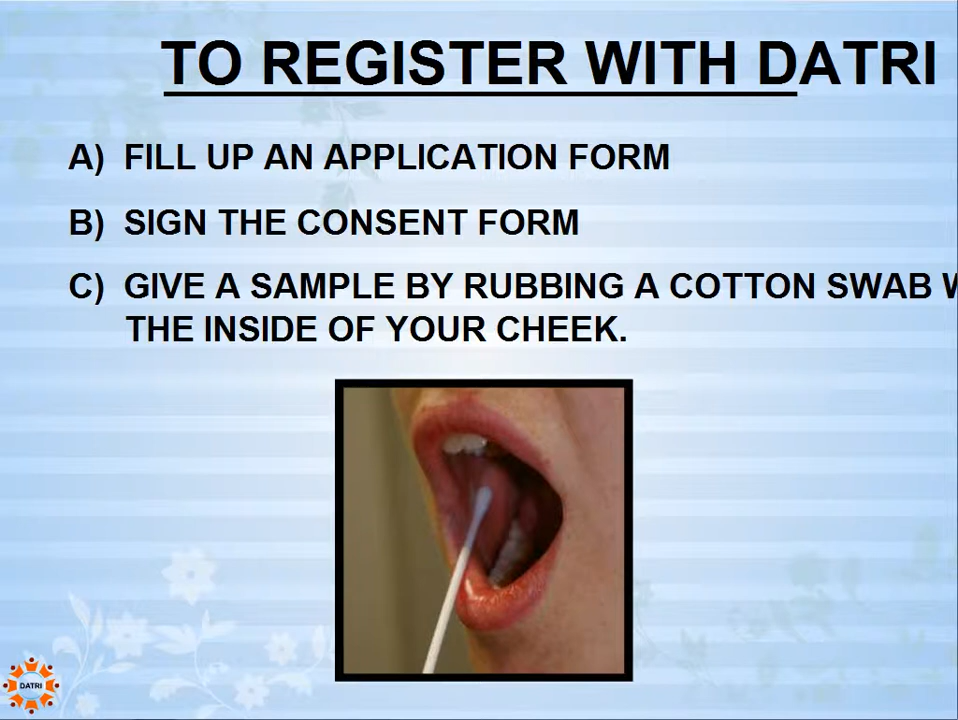 TO REGISTER WITH DATRI
A) FILL UP AN APPLICATION FORM
B) SIGN THE CONSENT FORM
C) GIVE A SAMPLE BY RUBBING A COTTON SWAB
THE INSIDE OF YOUR CHEEK.
DATRI